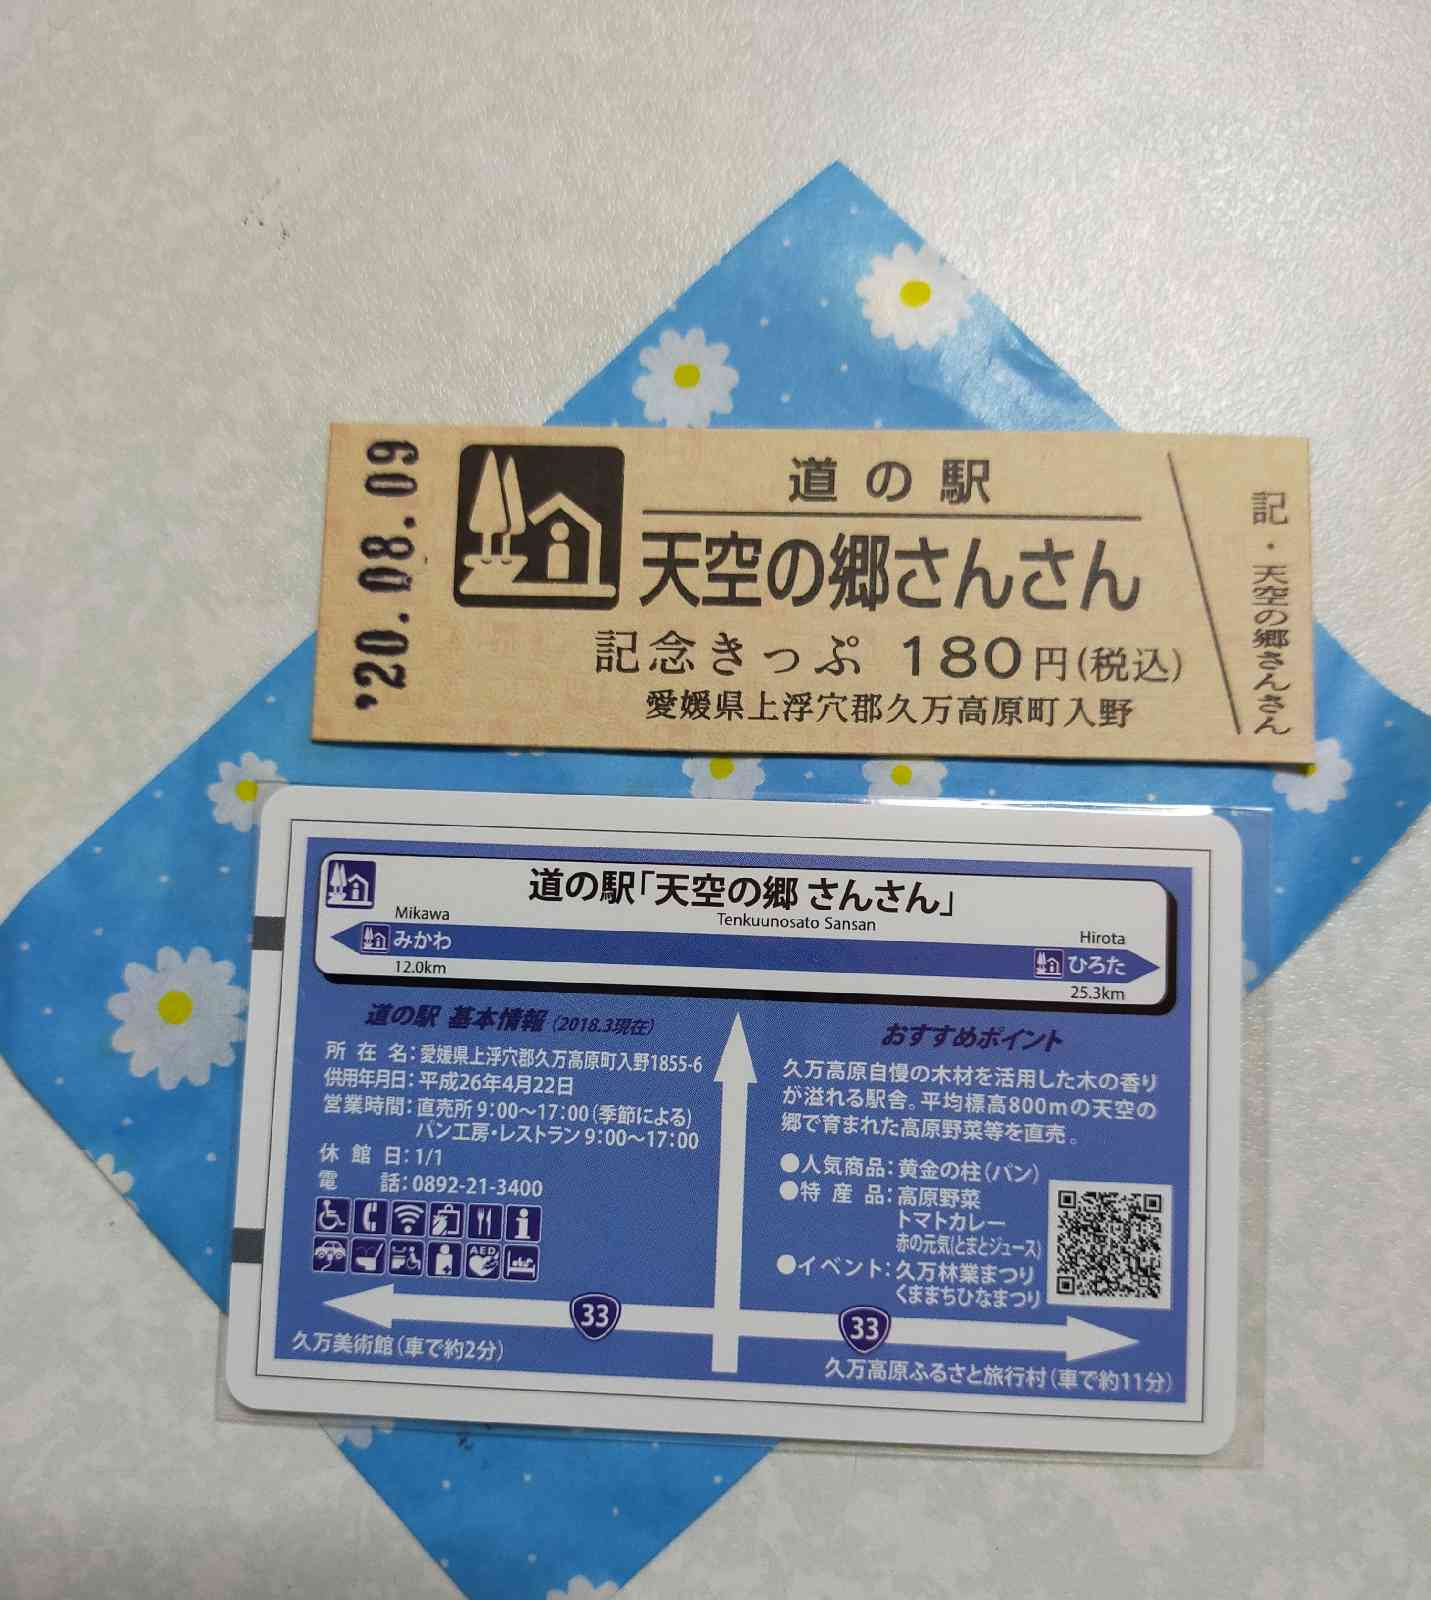 '20.08.09
道の駅
天空の郷さんさん
記念きっぷ 180円(税込)
愛媛県上浮穴郡久万高原町入野
記・天空の郷さんさん
道の駅「天空の郷 さんさん」
Tenkuunosato Sansan
Mikawa
みかわ
12.0km
Hirota
ひろた
25.3km
道の駅 基本情報(2018.3現在)
所在名:愛媛県上浮穴郡久万高原町入野1855-6
供用年月日:平成26年4月22日
営業時間:直売所 9:00〜17:00(季節による)
パン工房・レストラン 9:00〜17:00
休館日:1/1
電話:0892-21-3400
AED
おすすめポイント
久万高原自慢の木材を活用した木の香り
が溢れる駅舎。平均標高800mの天空の
郷で育まれた高原野菜等を直売。
●人気商品:黄金の柱(パン)
●特産品:高原野菜
トマトカレー
赤の元気(とまとジュース)
●イベント:久万林業まつり
くままちひなまつり
33
33
久万美術館(車で約2分)
久万高原ふるさと旅行村(車で約11分)